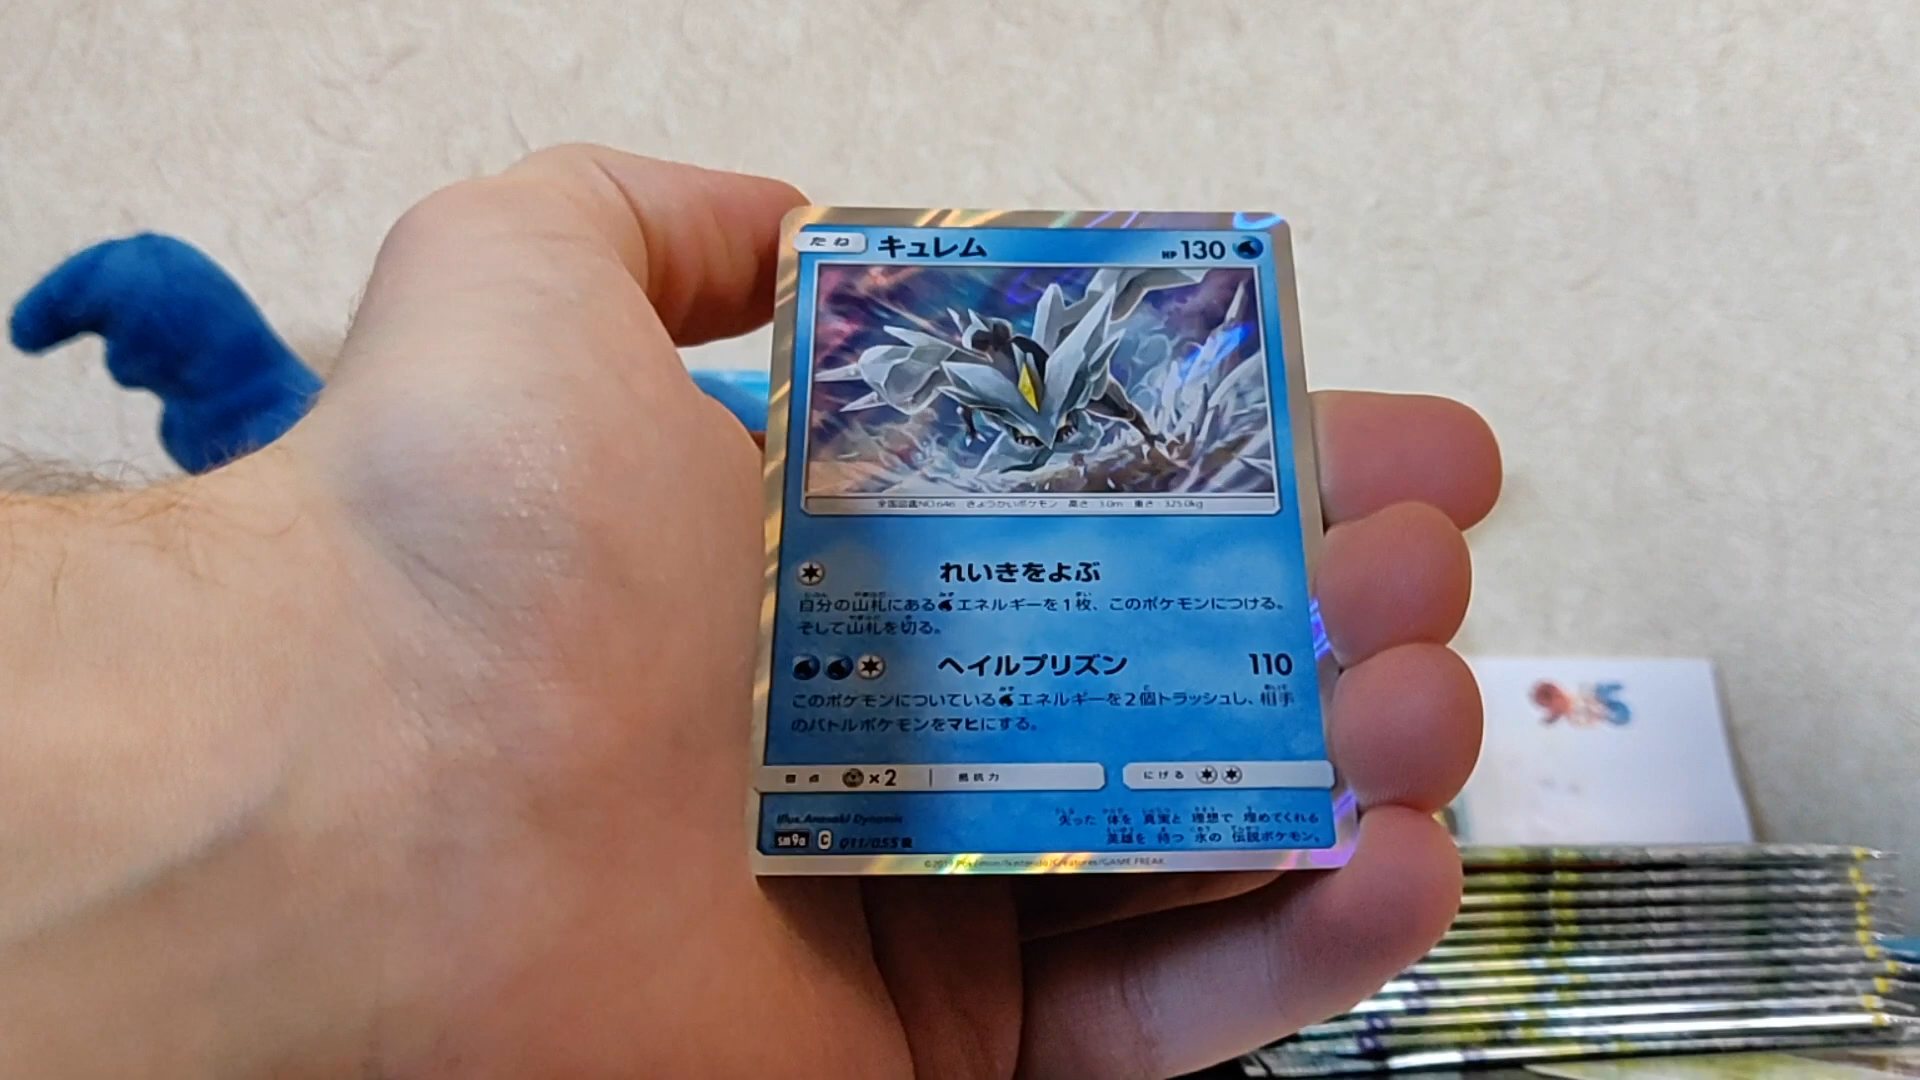 たね キュレム HP 130
全国図鑑NO.646 きょうかいポケモン 高さ:3.0m 重さ:325.0kg
れいきをよぶ
自分の山札にあるエネルギーを1枚、このポケモンにつける。
そして山札を切る。
ヘイルプリズン 110
このポケモンについているエネルギーを2個トラッシュし、相手
のバトルポケモンをマヒにする。
弱点 ×2 抵抗力 にげる
Illus. Anesaki Dynamic
失った 体を 真実と 理想で 埋めてくれる
英雄を 待つ 氷の 伝説ポケモン。
sm9a C 011/055 R
©2019 Pokémon/Nintendo/Creatures/GAME FREAK.